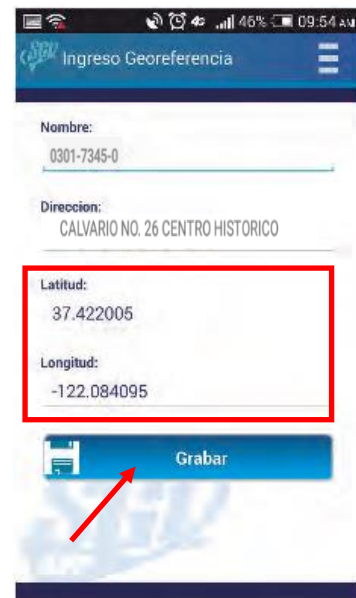 46% 09:54 AM
SGV Ingreso Georeferencia
Nombre:
0301-7345-0
Direccion:
CALVARIO NO. 26 CENTRO HISTORICO
Latitud:
37.422005
Longitud:
-122.084095
Grabar